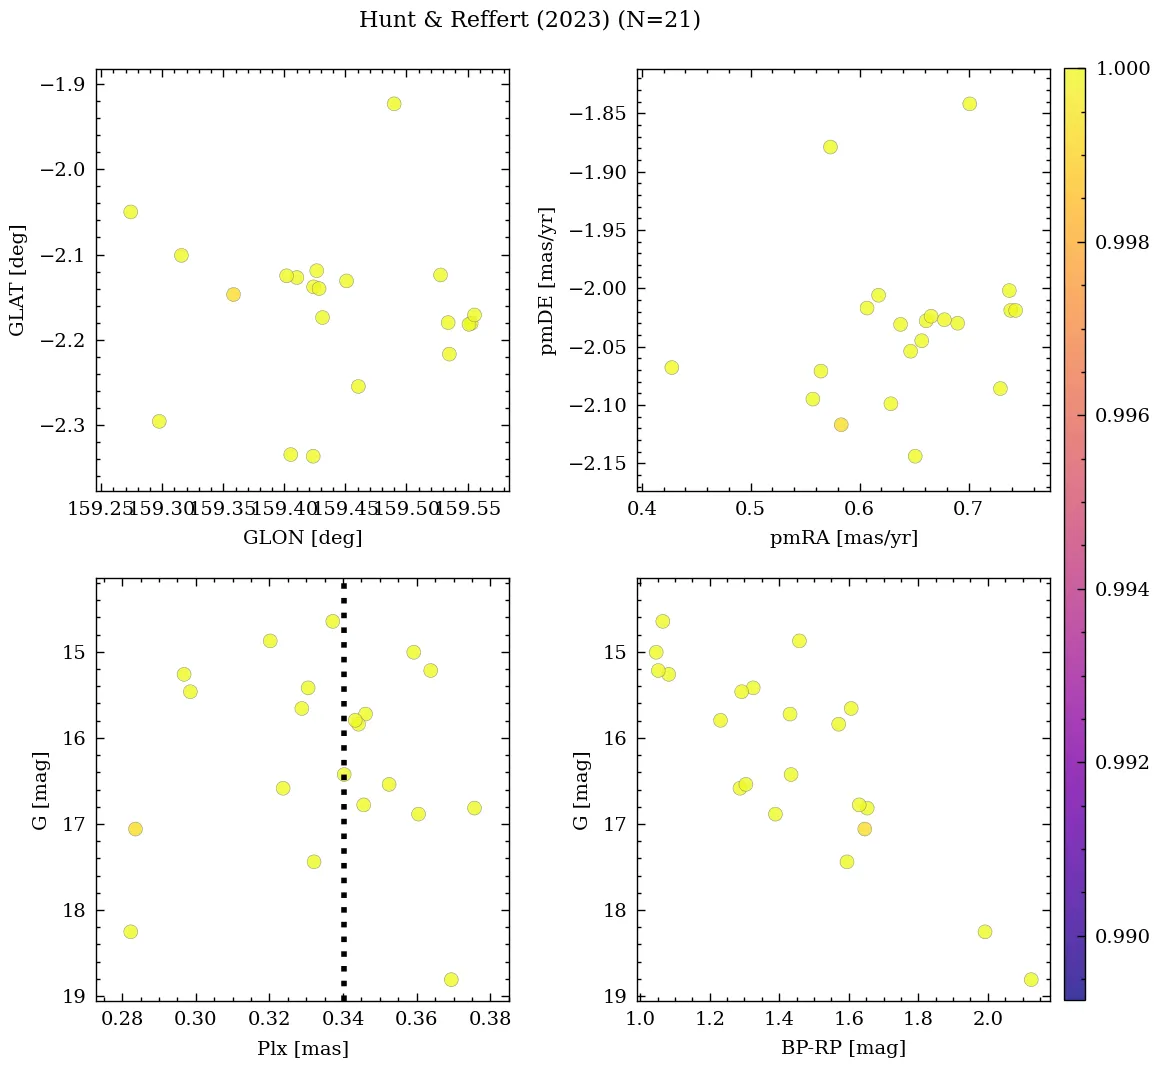 Hunt & Reffert (2023) (N=21)
−1.9
−2.0
−2.1
−2.2
−2.3
GLAT [deg]
159.25 159.30 159.35 159.40 159.45 159.50 159.55
GLON [deg]
−1.85
−1.90
−1.95
−2.00
−2.05
−2.10
−2.15
pmDE [mas/yr]
0.4 0.5 0.6 0.7
pmRA [mas/yr]
1.000
0.998
0.996
0.994
0.992
0.990
15
16
17
18
19
G [mag]
0.28 0.30 0.32 0.34 0.36 0.38
Plx [mas]
15
16
17
18
19
G [mag]
1.0 1.2 1.4 1.6 1.8 2.0
BP-RP [mag]